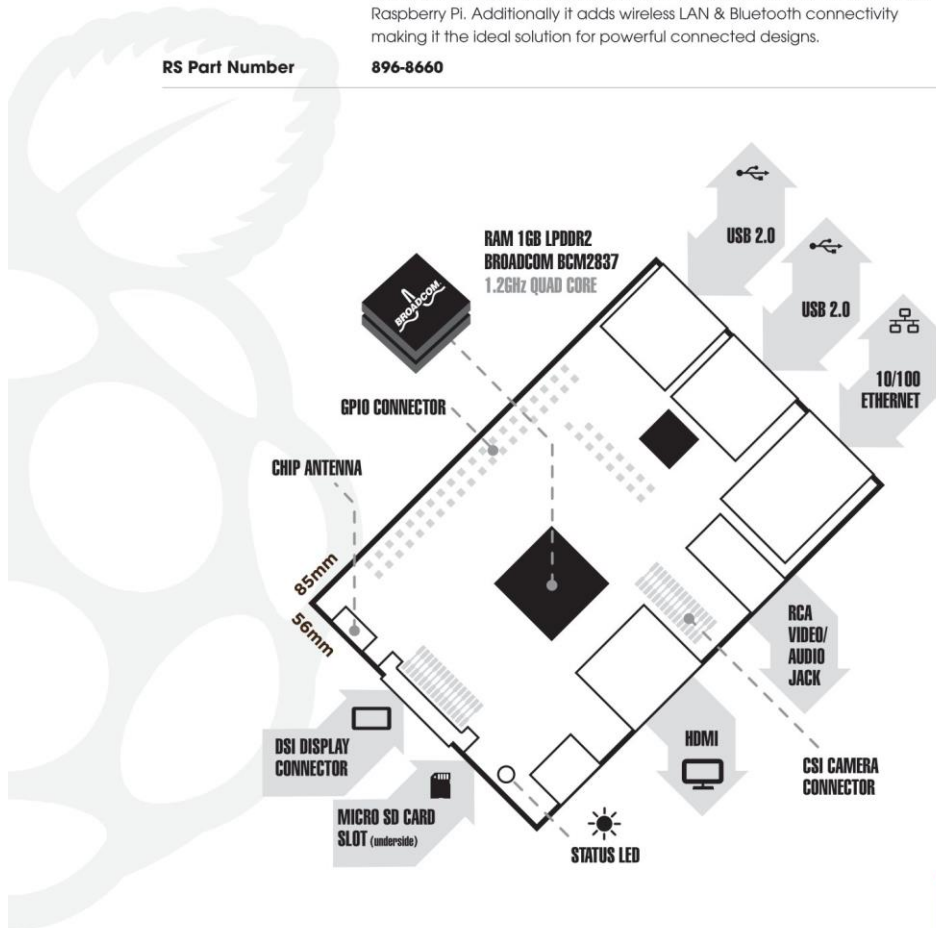 Raspberry Pi. Additionally it adds wireless LAN & Bluetooth connectivity
making it the ideal solution for powerful connected designs.
RS Part Number 896-8660
USB 2.0
RAM 1GB LPDDR2
BROADCOM BCM2837
1.2GHz QUAD CORE
BROADCOM
USB 2.0
10/100
ETHERNET
GPIO CONNECTOR
CHIP ANTENNA
85mm
56mm
RCA
VIDEO/
AUDIO
JACK
DSI DISPLAY
CONNECTOR
HDMI
CSI CAMERA
CONNECTOR
MICRO SD CARD
SLOT (underside)
STATUS LED